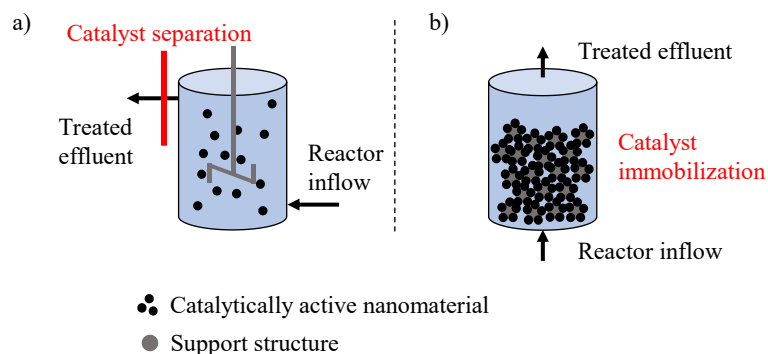 a)
Catalyst separation
Treated
effluent
Reactor
inflow
b)
Treated effluent
Catalyst
immobilization
Reactor inflow
Catalytically active nanomaterial
Support structure